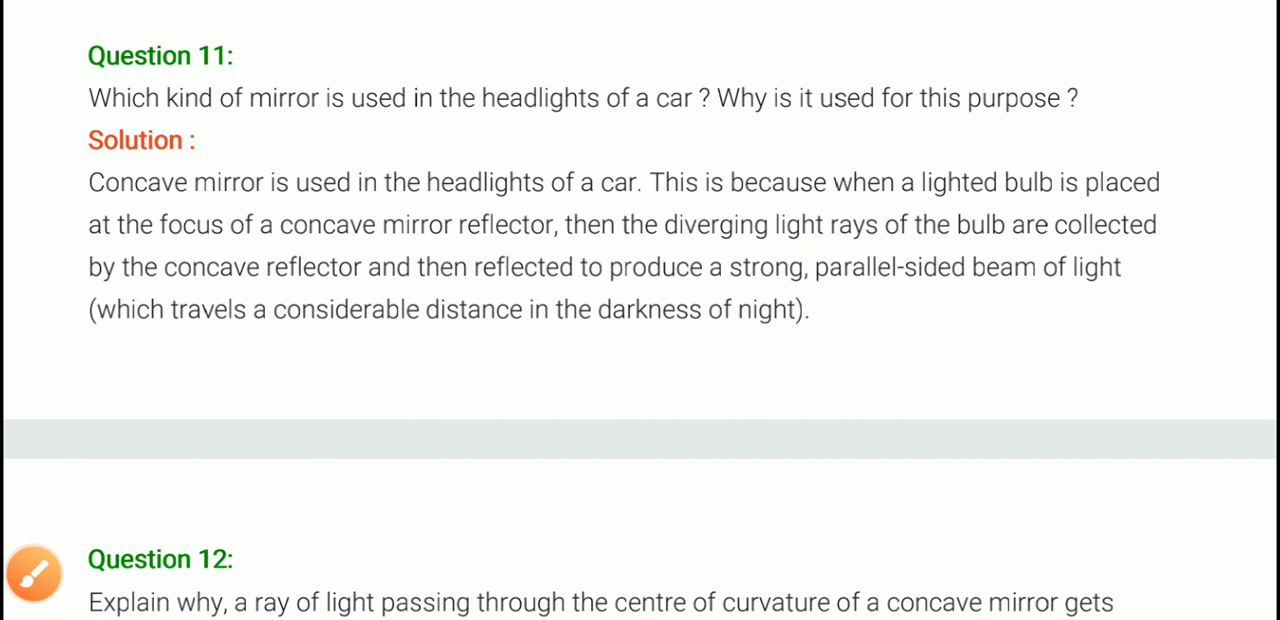 Question 11:
Which kind of mirror is used in the headlights of a car ? Why is it used for this purpose ?
Solution :
Concave mirror is used in the headlights of a car. This is because when a lighted bulb is placed
at the focus of a concave mirror reflector, then the diverging light rays of the bulb are collected
by the concave reflector and then reflected to produce a strong, parallel-sided beam of light
(which travels a considerable distance in the darkness of night).
Question 12:
Explain why, a ray of light passing through the centre of curvature of a concave mirror gets